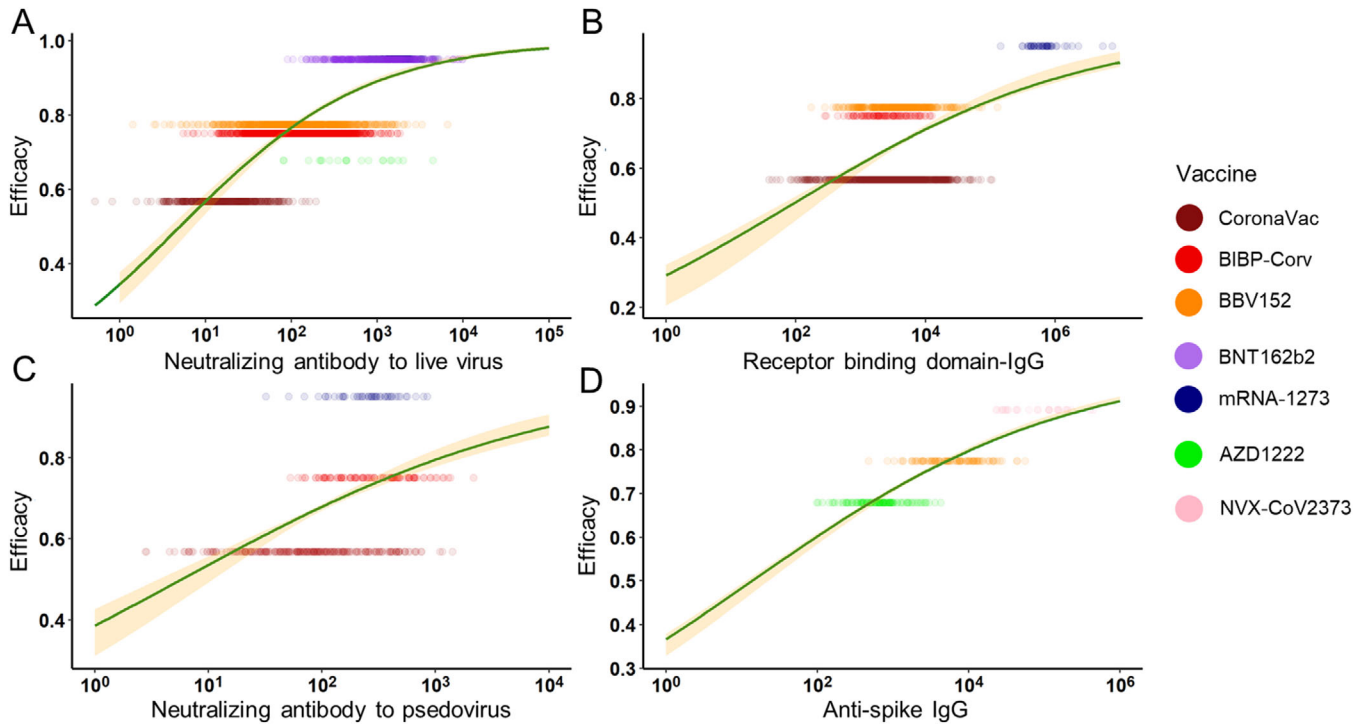 A
Efficacy
1.0
0.8
0.6
0.4
10^0
10^1
10^2
10^3
10^4
10^5
Neutralizing antibody to live virus
B
Efficacy
0.8
0.6
0.4
0.2
10^0
10^2
10^4
10^6
Receptor binding domain-IgG
C
Efficacy
0.8
0.6
0.4
10^0
10^1
10^2
10^3
10^4
Neutralizing antibody to psedovirus
D
Efficacy
0.9
0.8
0.7
0.6
0.5
0.4
0.3
10^0
10^2
10^4
10^6
Anti-spike IgG
Vaccine
CoronaVac
BIBP-Corv
BBV152
BNT162b2
mRNA-1273
AZD1222
NVX-CoV2373